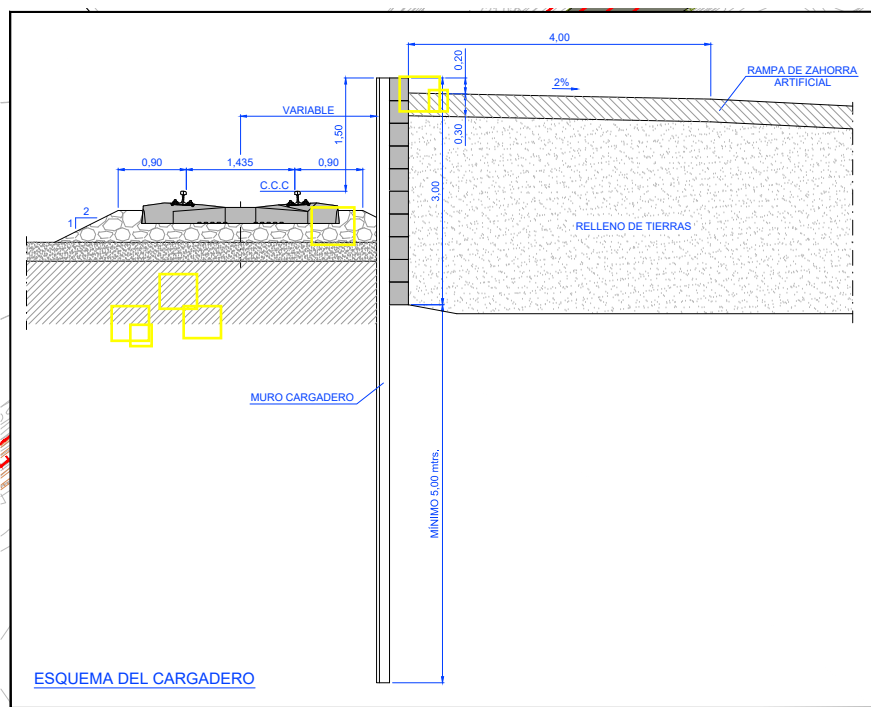 4,00
0,20
2%
RAMPA DE ZAHORRA
ARTIFICIAL
VARIABLE
1,50
0,30
0,90
1,435
0,90
C.C.C
3,00
2
1
RELLENO DE TIERRAS
MURO CARGADERO
MÍNIMO 5,00 mtrs.
ESQUEMA DEL CARGADERO